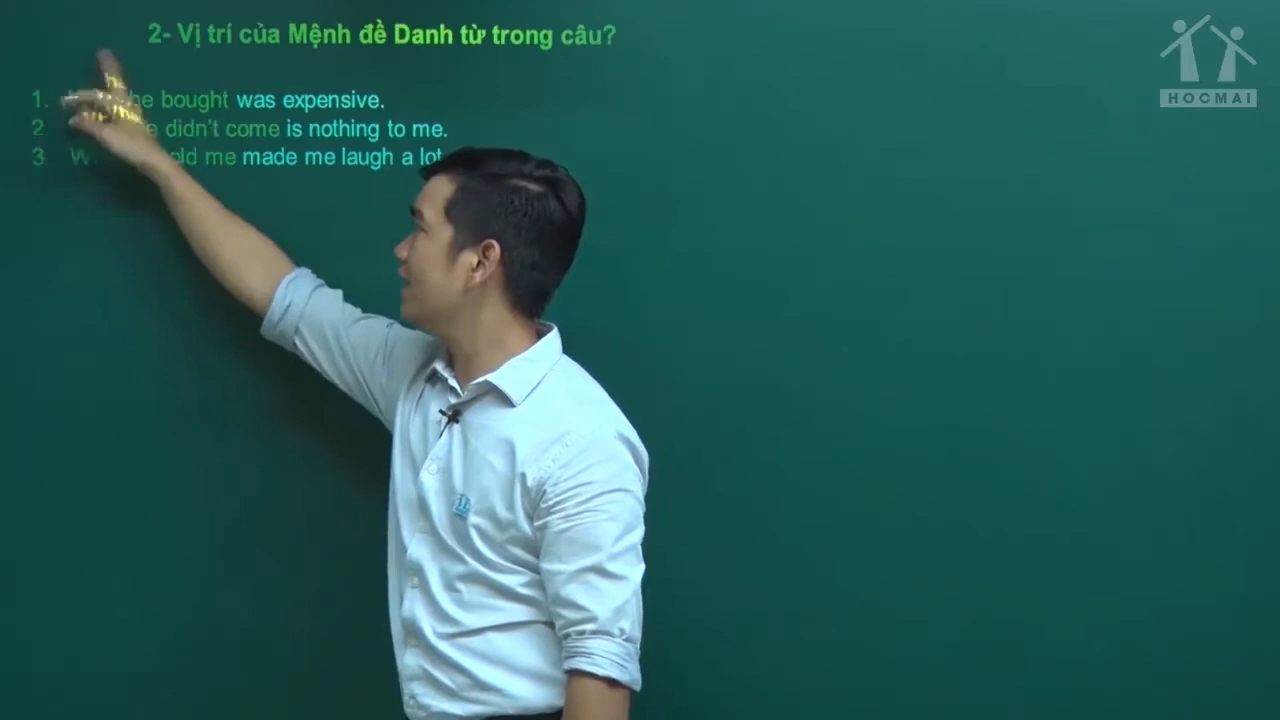 2- Vị trí của Mệnh đề Danh từ trong câu?
HOCMAI
1. he bought was expensive.
2. didn't come is nothing to me.
3. me made me laugh a lot